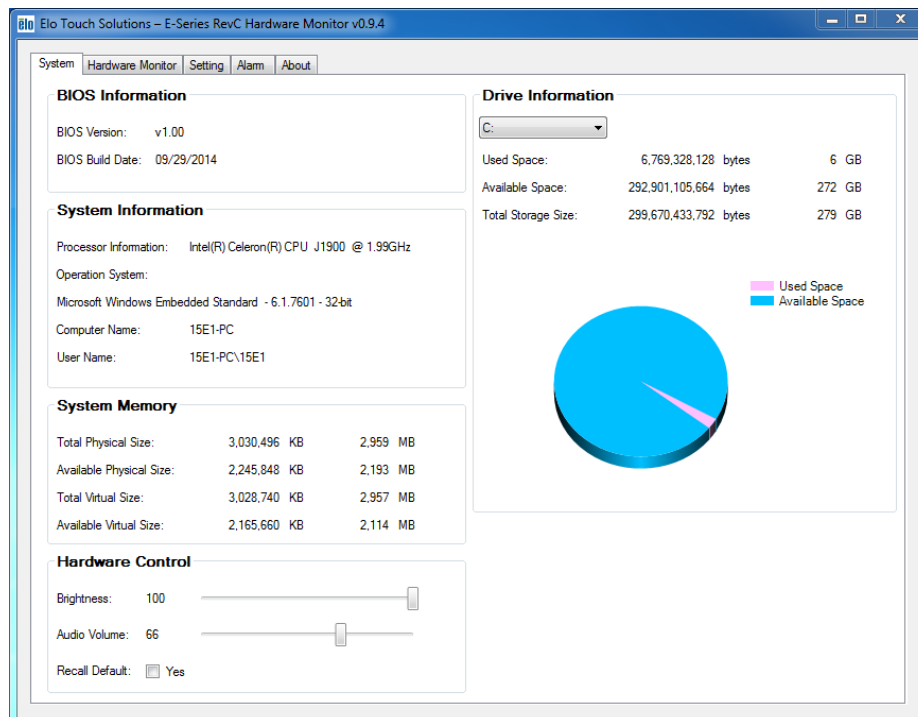 elo Elo Touch Solutions – E-Series RevC Hardware Monitor v0.9.4
System Hardware Monitor Setting Alarm About
BIOS Information
BIOS Version: v1.00
BIOS Build Date: 09/29/2014
System Information
Processor Information: Intel(R) Celeron(R) CPU J1900 @ 1.99GHz
Operation System:
Microsoft Windows Embedded Standard - 6.1.7601 - 32-bit
Computer Name: 15E1-PC
User Name: 15E1-PC\15E1
System Memory
Total Physical Size: 3,030,496 KB 2,959 MB
Available Physical Size: 2,245,848 KB 2,193 MB
Total Virtual Size: 3,028,740 KB 2,957 MB
Available Virtual Size: 2,165,660 KB 2,114 MB
Hardware Control
Brightness: 100
Audio Volume: 66
Recall Default: Yes
Drive Information
C:
Used Space: 6,769,328,128 bytes 6 GB
Available Space: 292,901,105,664 bytes 272 GB
Total Storage Size: 299,670,433,792 bytes 279 GB
Used Space
Available Space